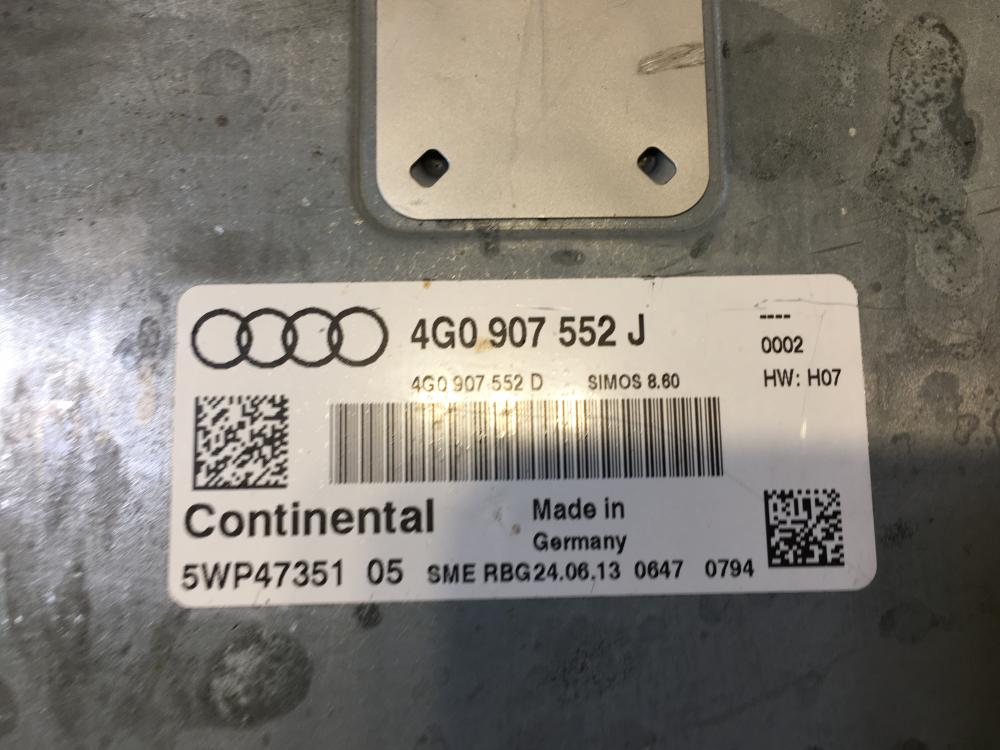 4G0 907 552 J
----
0002
4G0 907 552 D SIMOS 8.60
HW: H07
Continental
Made in
Germany
5WP47351 05 SME RBG24.06.13 0647 0794